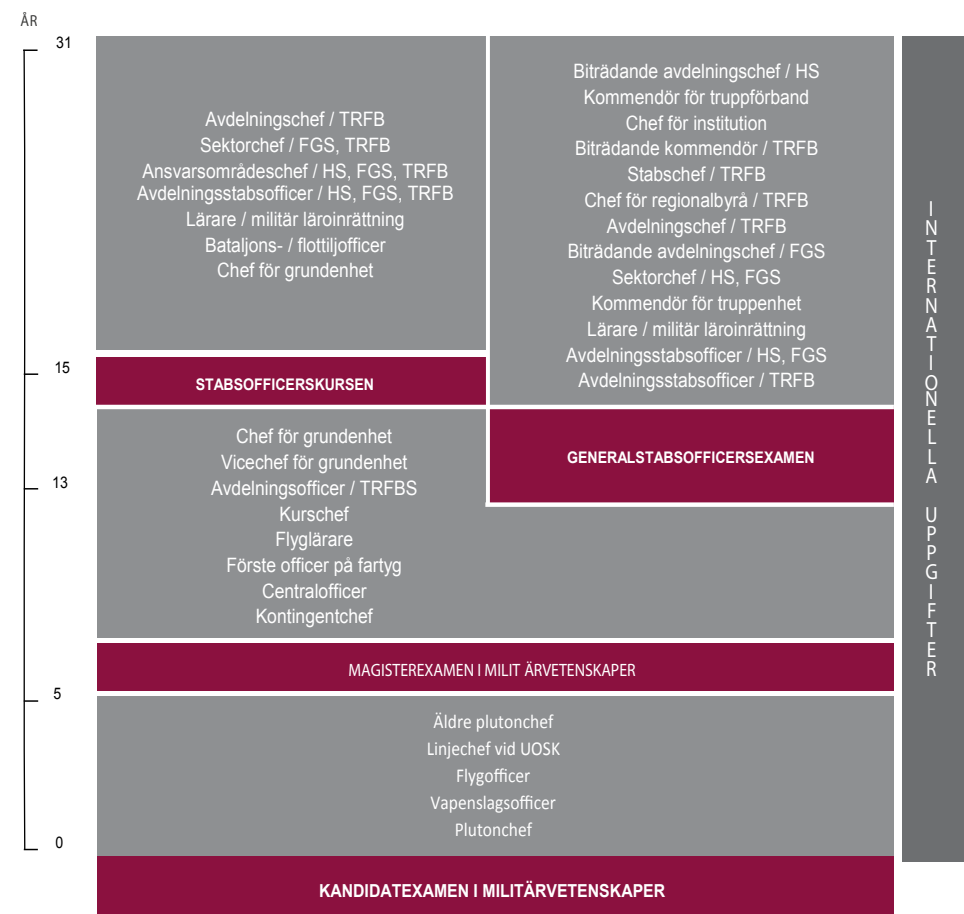 ÅR
31
Avdelningschef / TRFB
Sektorchef / FGS, TRFB
Ansvarsområdeschef / HS, FGS, TRFB
Avdelningsstabsofficer / HS, FGS, TRFB
Lärare / militär läroinrättning
Bataljons- / flottiljofficer
Chef för grundenhet
Biträdande avdelningschef / HS
Kommendör för truppförband
Chef för institution
Biträdande kommendör / TRFB
Stabschef / TRFB
Chef för regionalbyrå / TRFB
Avdelningschef / TRFB
Biträdande avdelningschef / FGS
Sektorchef / HS, FGS
Kommendör för truppenhet
Lärare / militär läroinrättning
Avdelningsstabsofficer / HS, FGS
Avdelningsstabsofficer / TRFB
15
STABSOFFICERSKURSEN
Chef för grundenhet
Vicechef för grundenhet
Avdelningsofficer / TRFBS
Kurschef
Flyglärare
Förste officer på fartyg
Centralofficer
Kontingentchef
GENERALSTABSOFFICERSEXAMEN
13
MAGISTEREXAMEN I MILIT ÄRVETENSKAPER
5
Äldre plutonchef
Linjechef vid UOSK
Flygofficer
Vapenslagsofficer
Plutonchef
0
KANDIDATEXAMEN I MILITÄRVETENSKAPER
INTERNATIONELLA UPPGIFTER